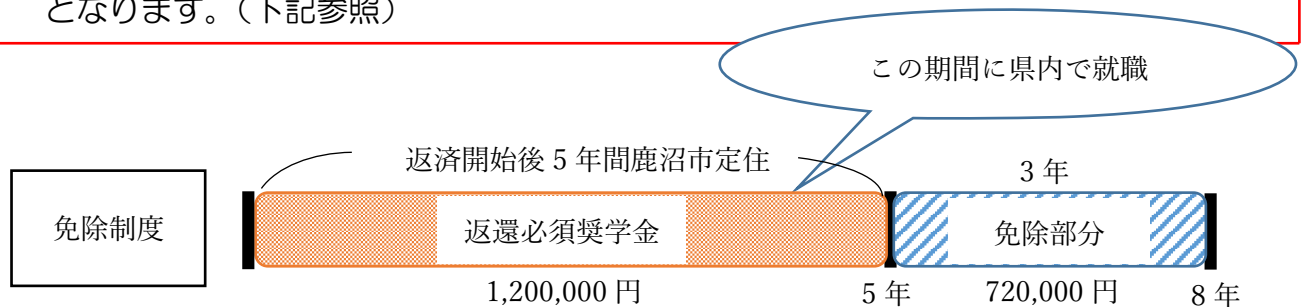 となります。（下記参照）
この期間に県内で就職
返済開始後 5 年間鹿沼市定住
3 年
免除制度
返還必須奨学金
免除部分
1,200,000 円
5 年
720,000 円
8 年